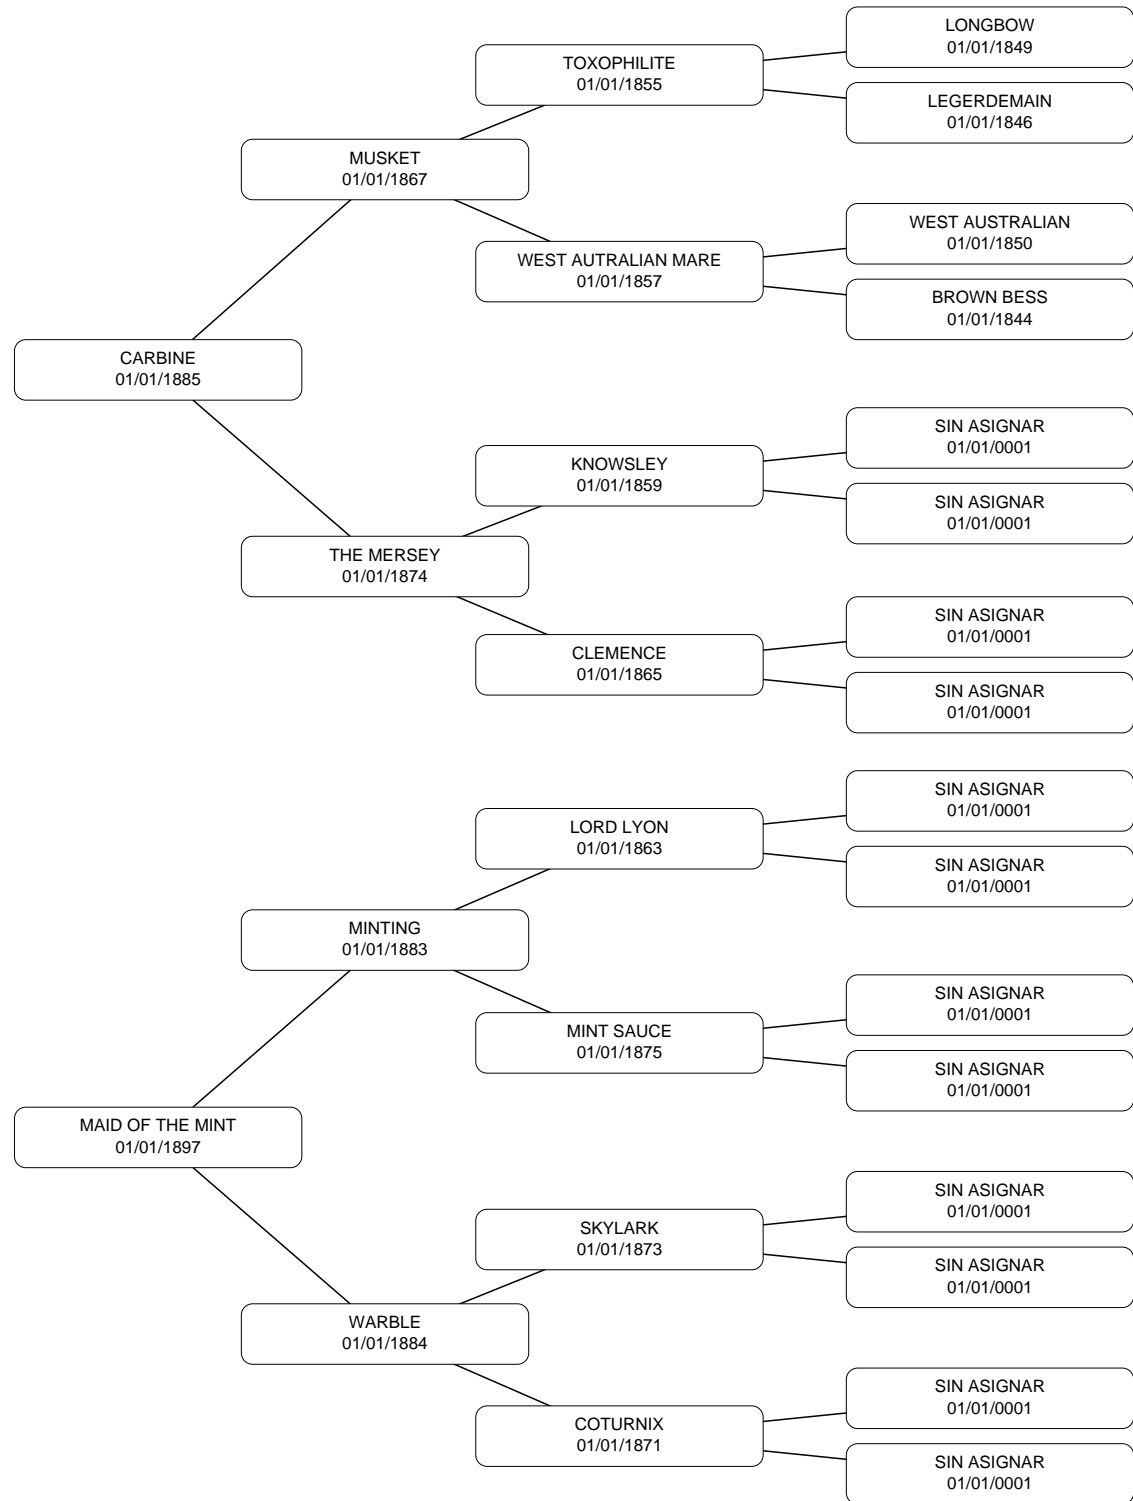 LONGBOW
01/01/1849
TOXOPHILITE
01/01/1855
LEGERDEMAIN
01/01/1846
MUSKET
01/01/1867
WEST AUSTRALIAN
01/01/1850
WEST AUTRALIAN MARE
01/01/1857
BROWN BESS
01/01/1844
CARBINE
01/01/1885
SIN ASIGNAR
01/01/0001
KNOWSLEY
01/01/1859
SIN ASIGNAR
01/01/0001
THE MERSEY
01/01/1874
SIN ASIGNAR
01/01/0001
CLEMENCE
01/01/1865
SIN ASIGNAR
01/01/0001
SIN ASIGNAR
01/01/0001
LORD LYON
01/01/1863
SIN ASIGNAR
01/01/0001
MINTING
01/01/1883
SIN ASIGNAR
01/01/0001
MINT SAUCE
01/01/1875
SIN ASIGNAR
01/01/0001
MAID OF THE MINT
01/01/1897
SIN ASIGNAR
01/01/0001
SKYLARK
01/01/1873
SIN ASIGNAR
01/01/0001
WARBLE
01/01/1884
SIN ASIGNAR
01/01/0001
COTURNIX
01/01/1871
SIN ASIGNAR
01/01/0001